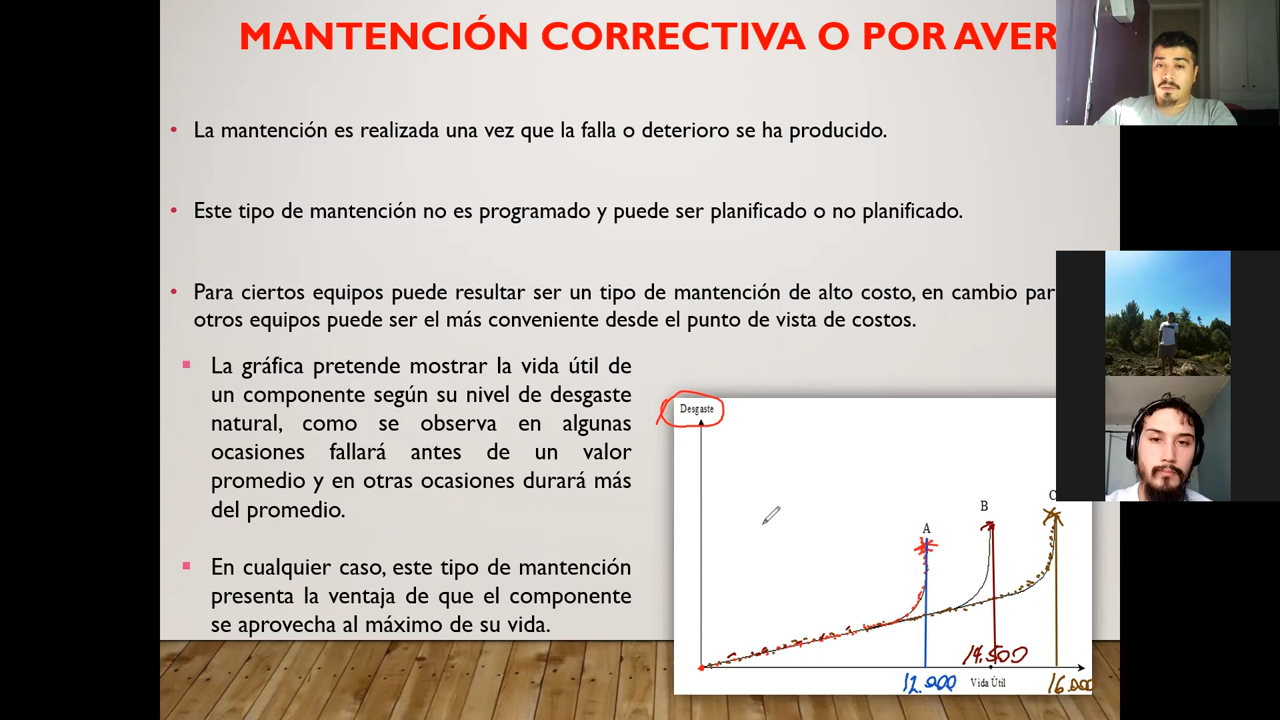 MANTENCIÓN CORRECTIVA O POR AVER
• La mantención es realizada una vez que la falla o deterioro se ha producido.
• Este tipo de mantención no es programado y puede ser planificado o no planificado.
• Para ciertos equipos puede resultar ser un tipo de mantención de alto costo, en cambio par
otros equipos puede ser el más conveniente desde el punto de vista de costos.
▪ La gráfica pretende mostrar la vida útil de
un componente según su nivel de desgaste
natural, como se observa en algunas
ocasiones fallará antes de un valor
promedio y en otras ocasiones durará más
del promedio.
▪ En cualquier caso, este tipo de mantención
presenta la ventaja de que el componente
se aprovecha al máximo de su vida.
Desgaste
A
B
C
14.500
12.000
Vida Útil
16.000